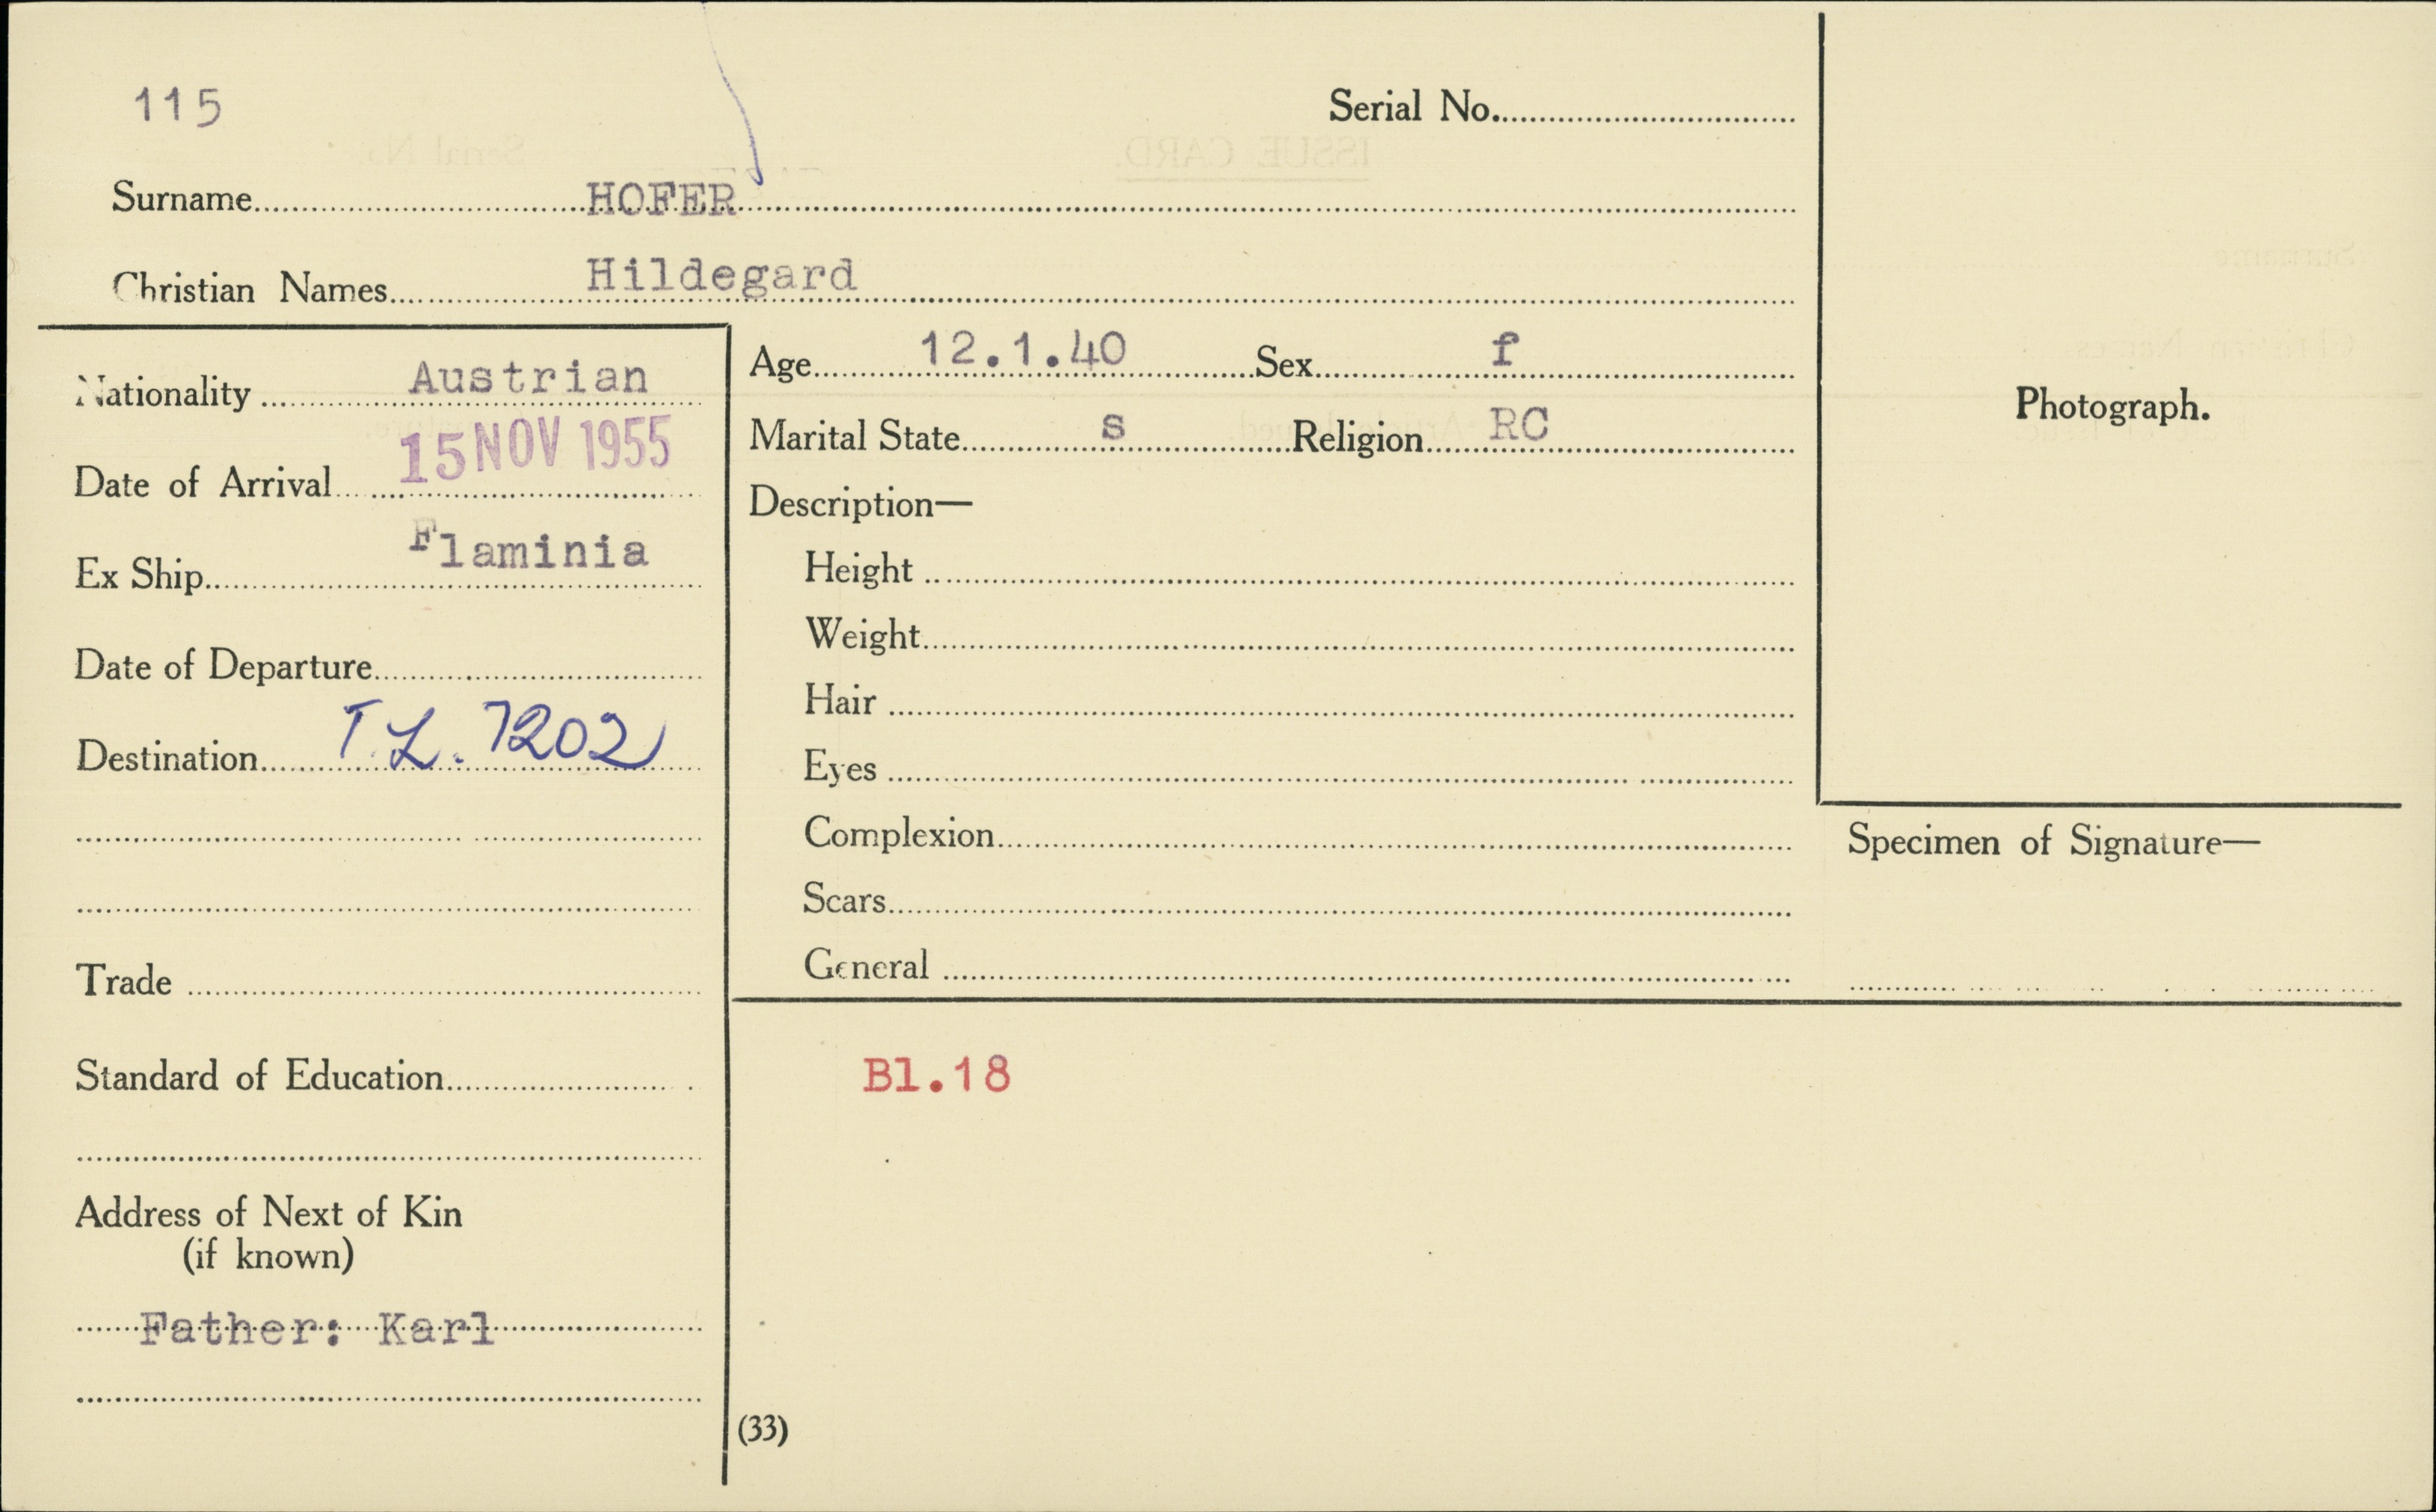 115
Serial No.
Surname HOFER
Christian Names Hildegard
Nationality Austrian
Date of Arrival 15 NOV 1955
Ex Ship Flaminia
Date of Departure
Destination T.L. 7202
Trade
Standard of Education
Address of Next of Kin
(if known)
Father: Karl
Age 12.1.40 Sex f
Marital State s Religion RC
Description—
Height
Weight
Hair
Eyes
Complexion
Scars
General
Photograph.
Specimen of Signature—
Bl.18
(33)